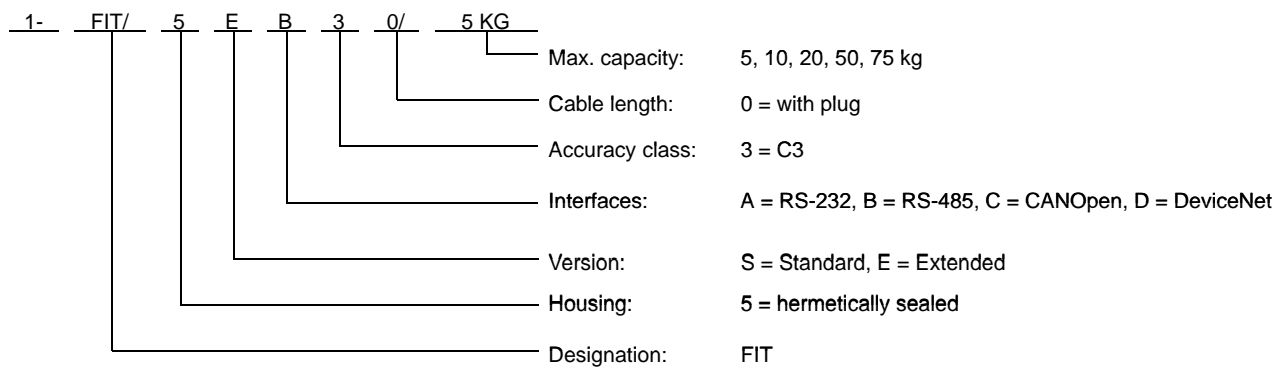 1- FIT/ 5 E B 3 0/ 5 KG
Max. capacity: 5, 10, 20, 50, 75 kg
Cable length: 0 = with plug
Accuracy class: 3 = C3
Interfaces: A = RS-232, B = RS-485, C = CANOpen, D = DeviceNet
Version: S = Standard, E = Extended
Housing: 5 = hermetically sealed
Designation: FIT